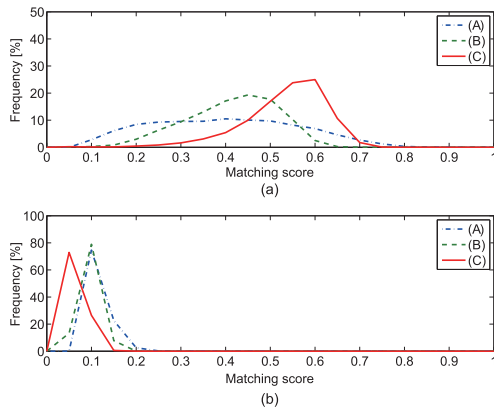 50
40
30
20
10
0
Frequency [%]
(A)
(B)
(C)
0 0.1 0.2 0.3 0.4 0.5 0.6 0.7 0.8 0.9 1
Matching score
(a)
100
80
60
40
20
0
Frequency [%]
(A)
(B)
(C)
0 0.1 0.2 0.3 0.4 0.5 0.6 0.7 0.8 0.9 1
Matching score
(b)